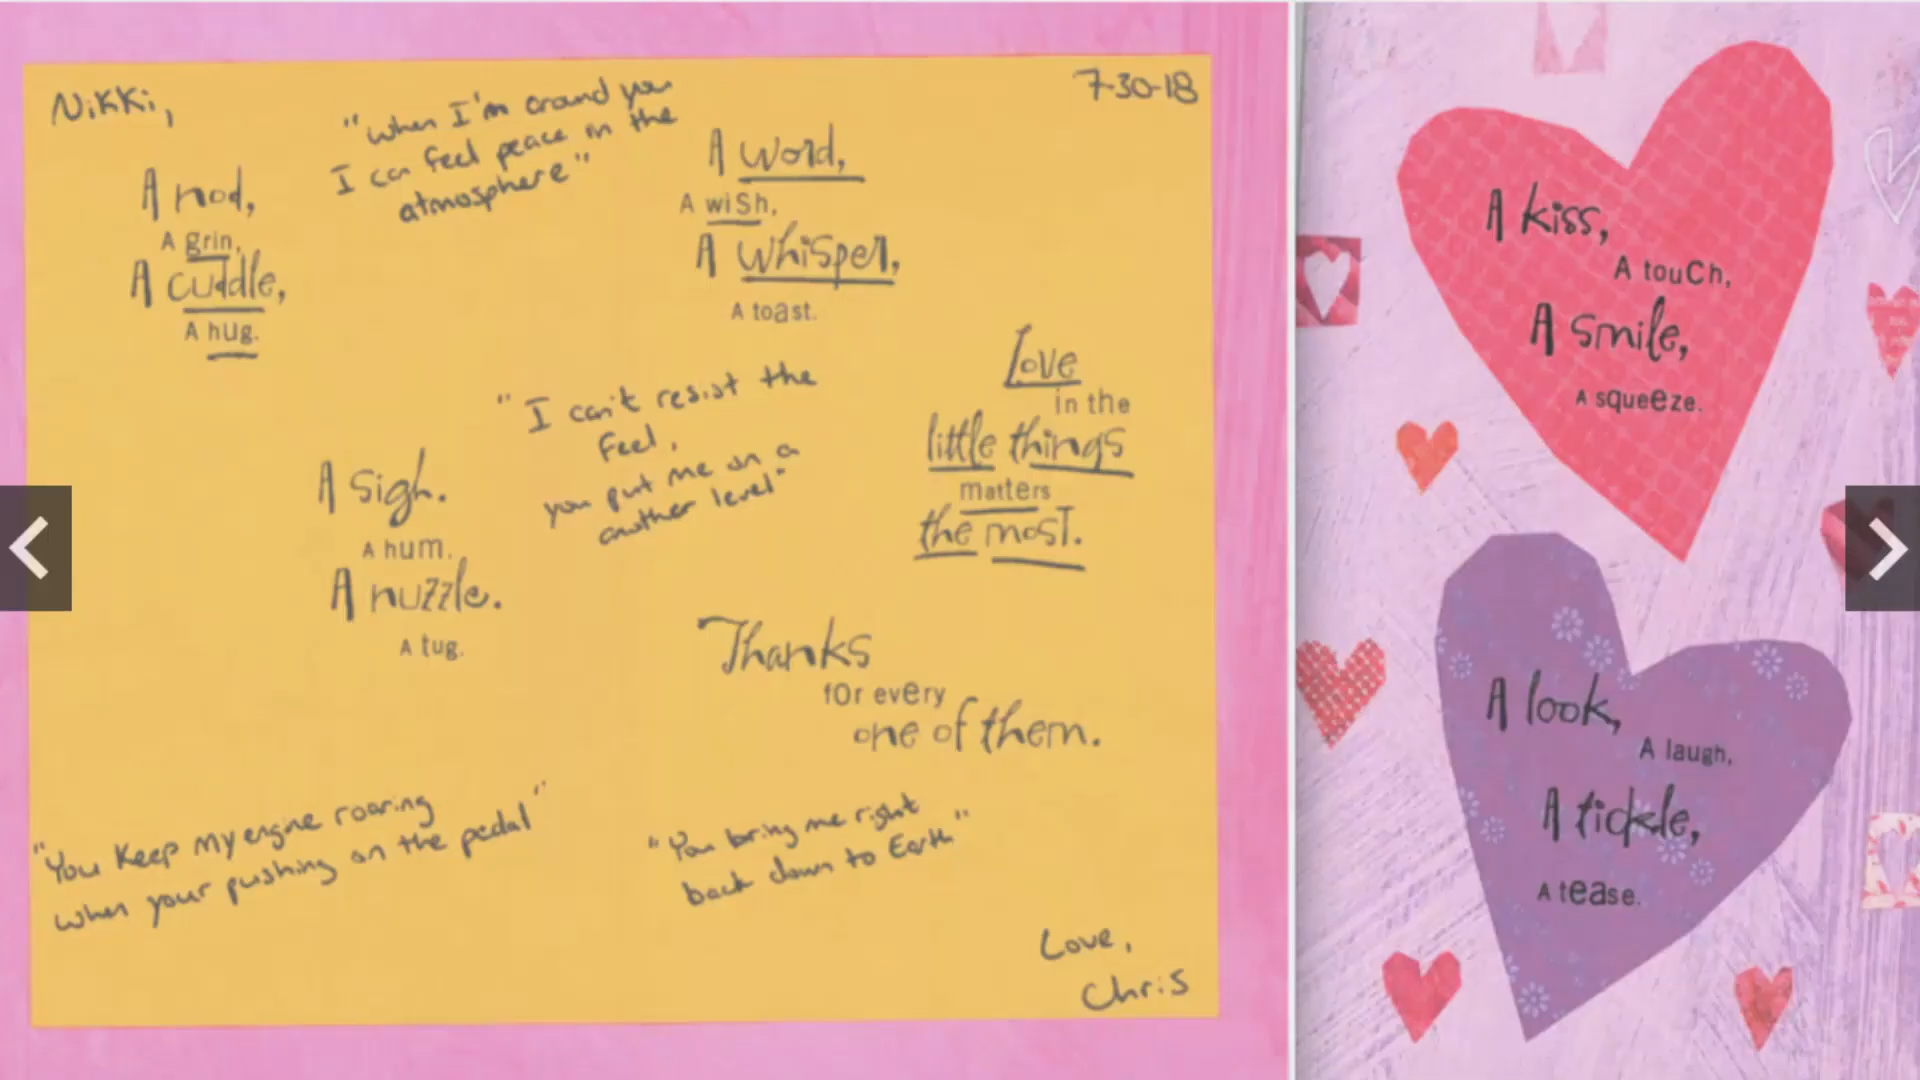 Nikki,
7-30-18
"When I'm around you
I can feel peace in the
atmosphere"
A nod,
A grin,
A cuddle,
A hug.
A word,
A wish,
A whisper,
A toast.
"I can't resist the
feel,
you put me on a
another level"
Love
in the
little things
matters
the most.
A sigh.
A hum.
A nuzzle.
A tug.
Thanks
for every
one of them.
"You keep my engine roaring
when your pushing on the pedal"
"You bring me right
back down to Earth"
Love,
Chris
A kiss,
A touch,
A smile,
A squeeze.
A look,
A laugh,
A tickle,
A tease.